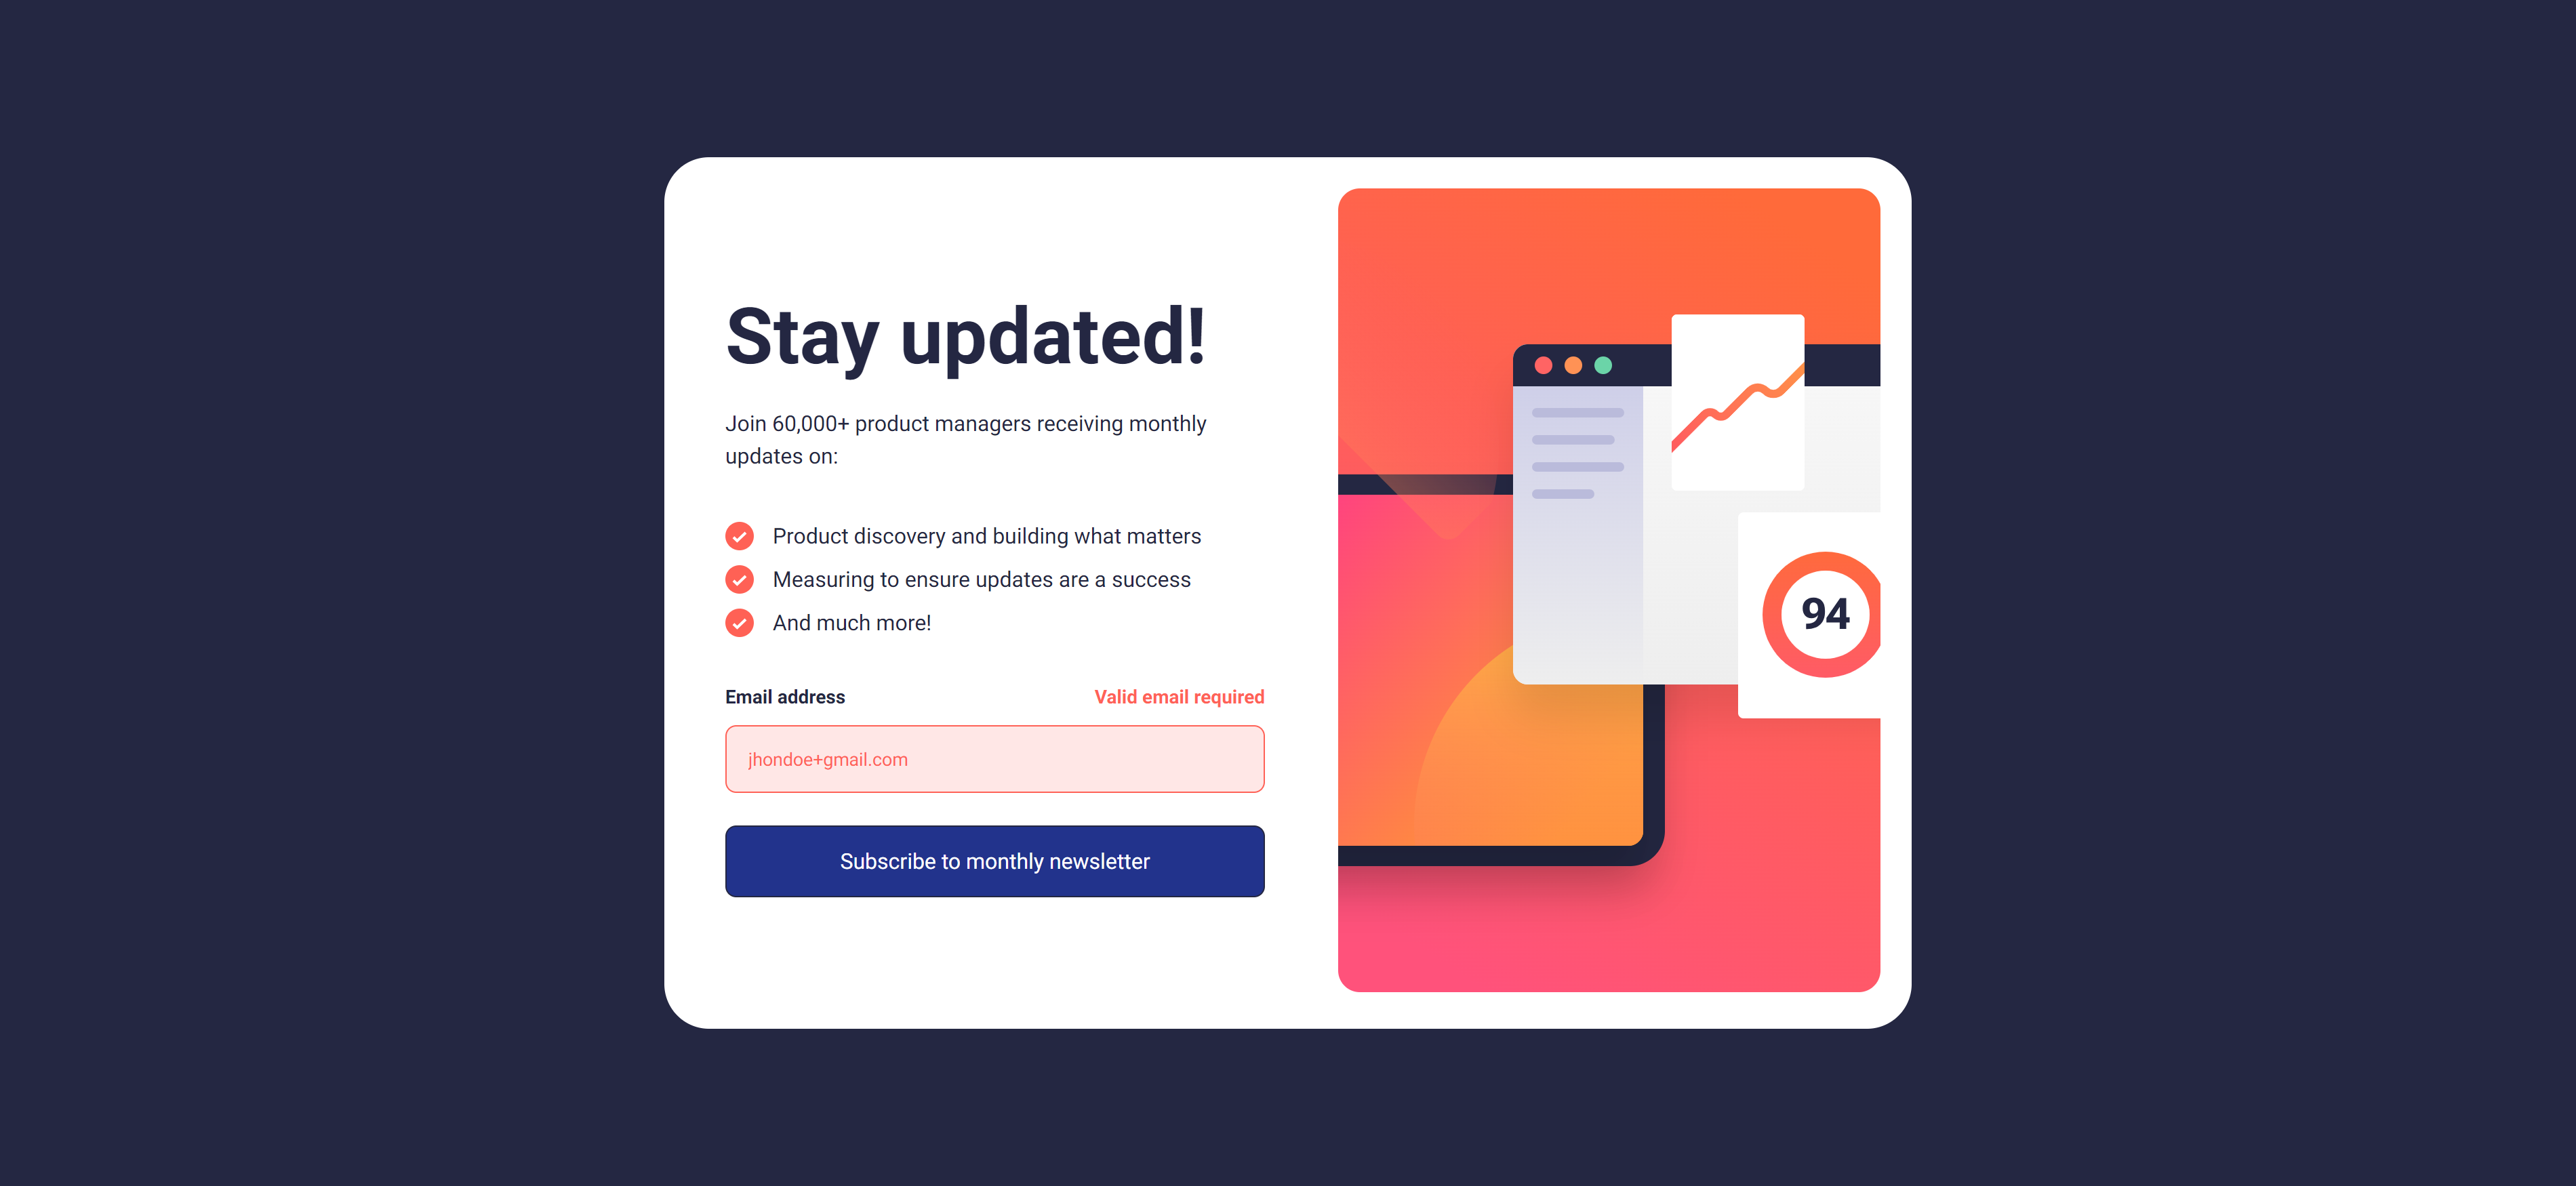 Stay updated!
Join 60,000+ product managers receiving monthly
updates on:
Product discovery and building what matters
Measuring to ensure updates are a success
And much more!
Email address
Valid email required
jhondoe+gmail.com
Subscribe to monthly newsletter
94